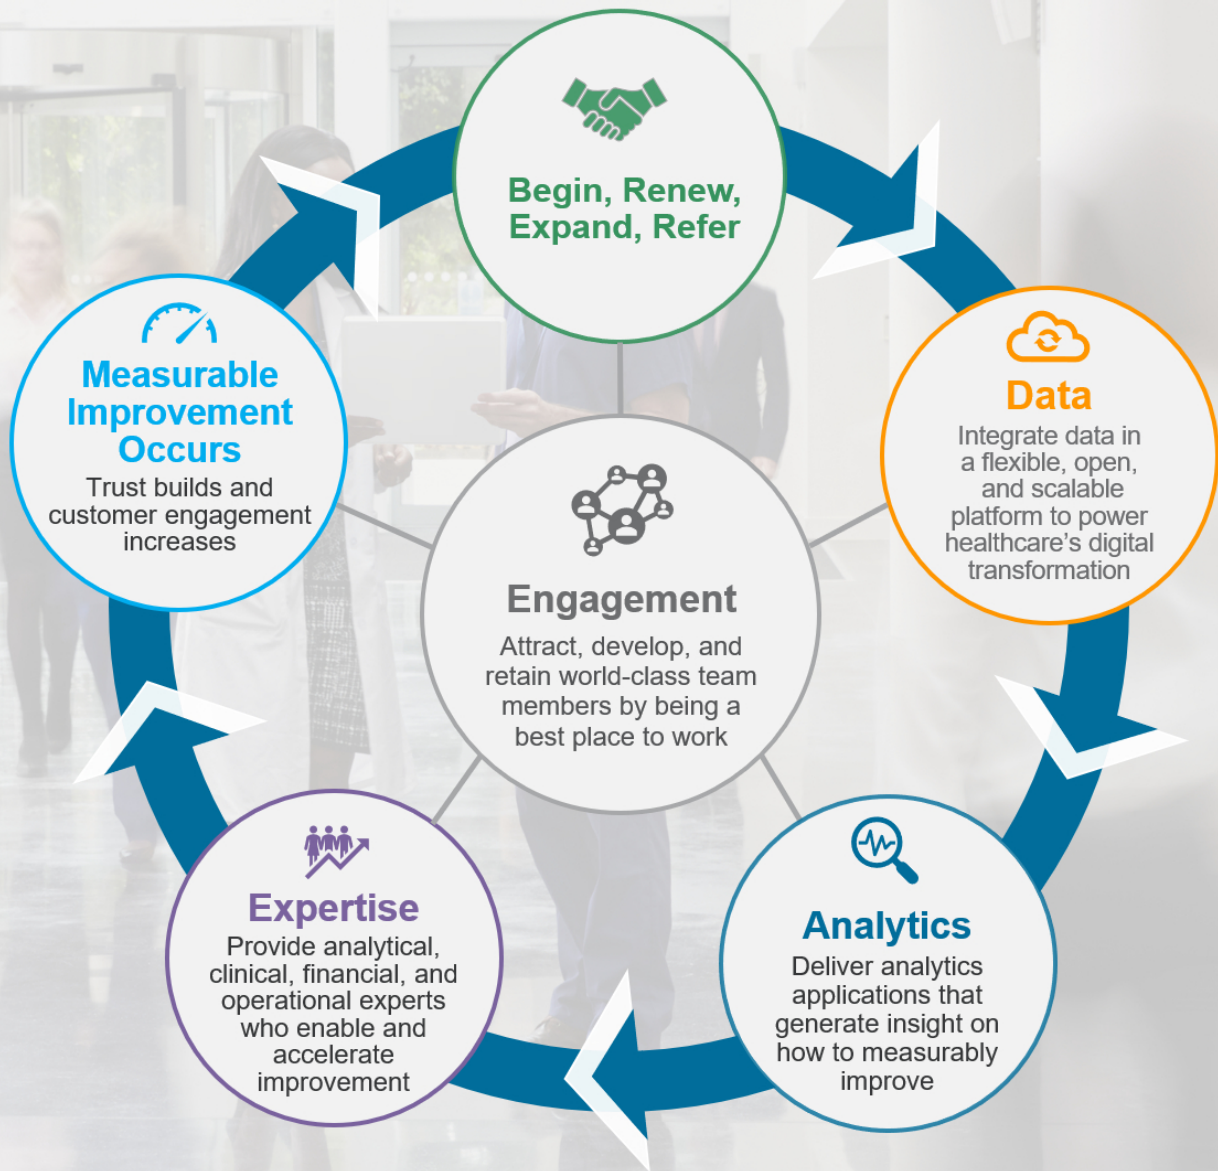 Begin, Renew,
Expand, Refer
Data
Integrate data in
a flexible, open,
and scalable
platform to power
healthcare's digital
transformation
Analytics
Deliver analytics
applications that
generate insight on
how to measurably
improve
Expertise
Provide analytical,
clinical, financial, and
operational experts
who enable and
accelerate
improvement
Measurable
Improvement
Occurs
Trust builds and
customer engagement
increases
Engagement
Attract, develop, and
retain world-class team
members by being a
best place to work